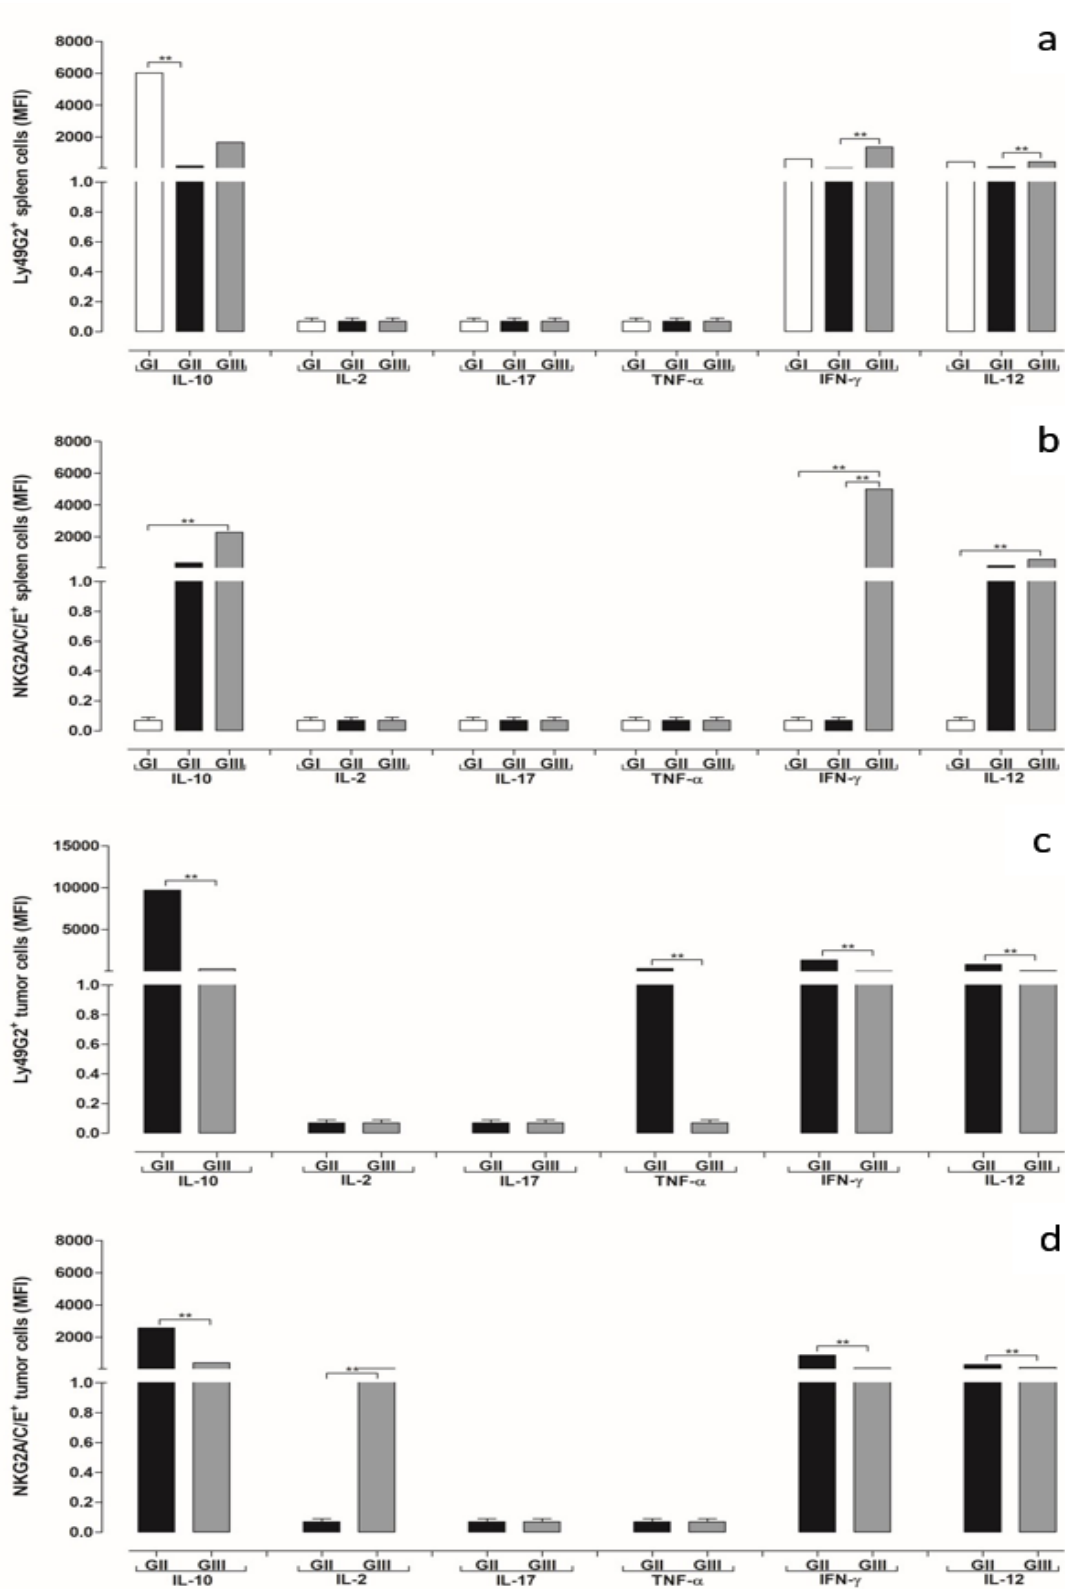 a
Ly49G2+ spleen cells (MFI)
8000
6000
4000
2000
1.0
0.8
0.6
0.4
0.2
0.0
** ** **
GI GII GIII GI GII GIII GI GII GIII GI GII GIII GI GII GIII GI GII GIII
IL-10 IL-2 IL-17 TNF-α IFN-γ IL-12
b
NKG2A/C/E+ spleen cells (MFI)
8000
6000
4000
2000
1.0
0.8
0.6
0.4
0.2
0.0
** ** ** **
GI GII GIII GI GII GIII GI GII GIII GI GII GIII GI GII GIII GI GII GIII
IL-10 IL-2 IL-17 TNF-α IFN-γ IL-12
c
Ly49G2+ tumor cells (MFI)
15000
10000
5000
1.0
0.8
0.6
0.4
0.2
0.0
** ** ** **
GII GIII GII GIII GII GIII GII GIII GII GIII GII GIII
IL-10 IL-2 IL-17 TNF-α IFN-γ IL-12
d
NKG2A/C/E+ tumor cells (MFI)
8000
6000
4000
2000
1.0
0.8
0.6
0.4
0.2
0.0
** ** ** **
GII GIII GII GIII GII GIII GII GIII GII GIII GII GIII
IL-10 IL-2 IL-17 TNF-α IFN-γ IL-12